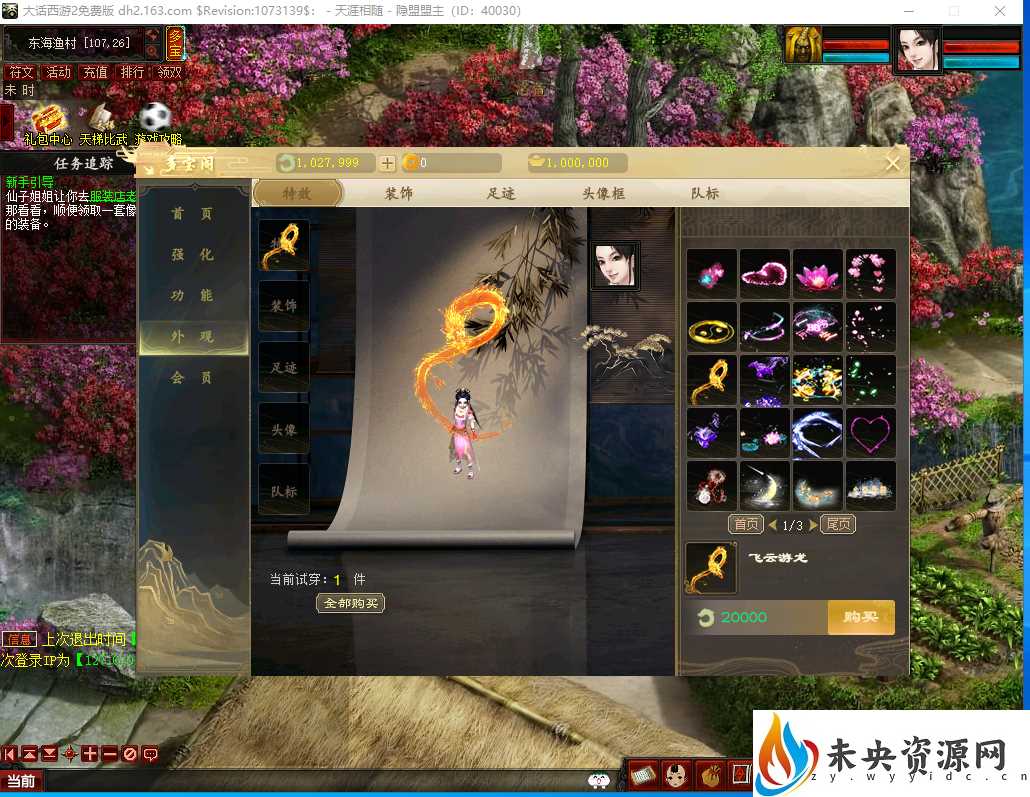 大话西游2免费版 dh2.163.com $Revision:1073139$: - 天涯相随 - 隐盟盟主 (ID: 40030)
东海渔村 [107,26]
多宝
符文 活动 充值 排行 领双
未时
礼包中心 天梯比武 游戏攻略
任务追踪
新手引导
仙子姐姐让你去服装店老
那看看，顺便领取一套像
的装备。
多宝阁
1,027,999
0
1,000,000
首页
强化
功能
外观
会员
特效 装饰 足迹 头像框 队标
装饰
足迹
头像
队标
当前试穿: 1 件
全部购买
首页 1/3 尾页
飞云游龙
20000
购买
信息 上次退出时间
次登录IP为
当前
未央资源网
zy.wyyidc.cn